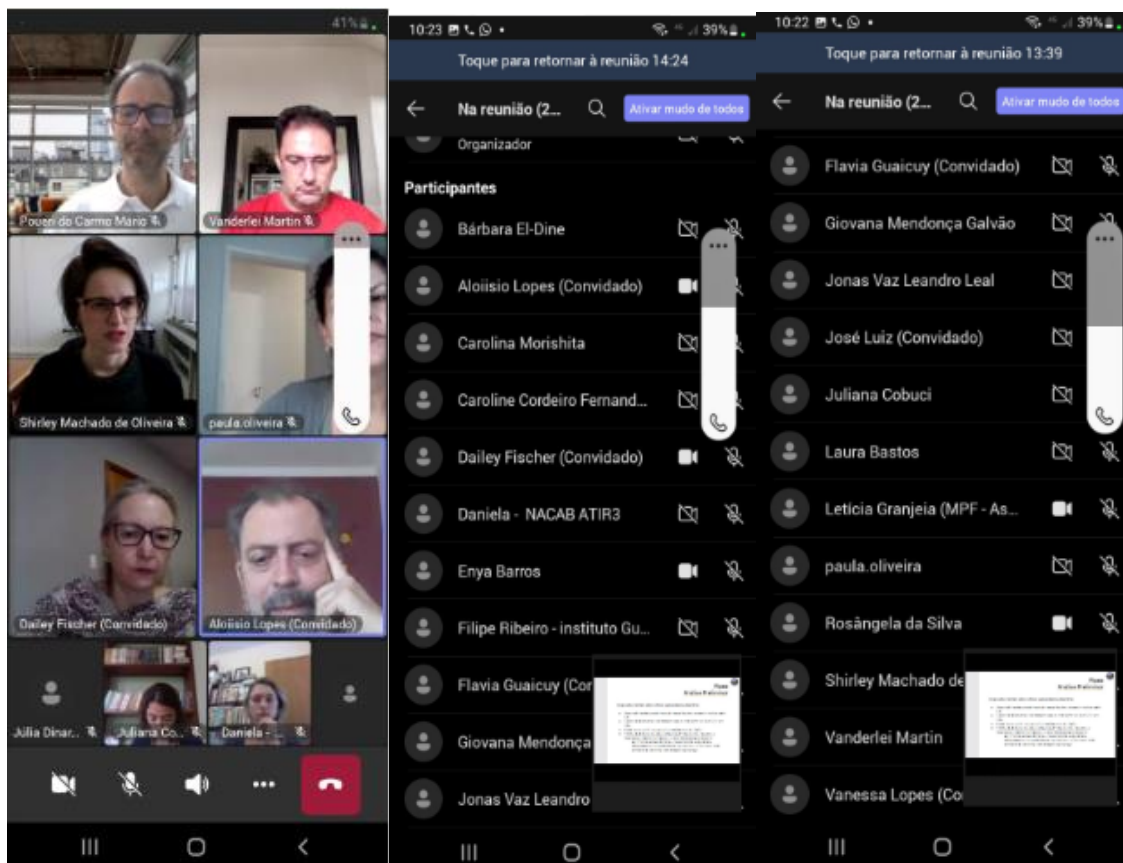 41%
Poueri do Carmo Mário
Vanderlei Martin
Shirley Machado de Oliveira
paula.oliveira
Dailey Fischer (Convidado)
Aloiisio Lopes (Convidado)
Júlia Dinar...
Juliana Co...
Daniela - ...
10:23 39%
Toque para retornar à reunião 14:24
Na reunião (2... Ativar mudo de todos
Organizador
Participantes
Bárbara El-Dine
Aloiisio Lopes (Convidado)
Carolina Morishita
Caroline Cordeiro Fernand...
Dailey Fischer (Convidado)
Daniela - NACAB ATIR3
Enya Barros
Filipe Ribeiro - instituto Gu...
Flavia Guaicuy (Con
Giovana Mendonça
Jonas Vaz Leandro
10:22 39%
Toque para retornar à reunião 13:39
Na reunião (2... Ativar mudo de todos
Flavia Guaicuy (Convidado)
Giovana Mendonça Galvão
Jonas Vaz Leandro Leal
José Luiz (Convidado)
Juliana Cobuci
Laura Bastos
Letícia Granjeia (MPF - As...
paula.oliveira
Rosângela da Silva
Shirley Machado de
Vanderlei Martin
Vanessa Lopes (Co